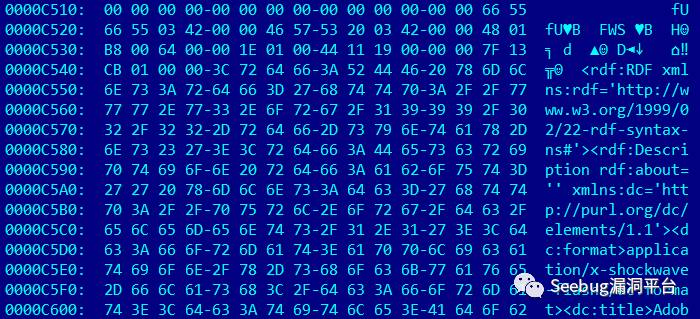 0000C510: 00 00 00 00-00 00 00 00-00 00 00 00-00 00 66 55 fU
0000C520: 66 55 03 42-00 00 46 57-53 20 03 42-00 00 48 01 fU♥B FWS ♥B H☺
0000C530: B8 00 64 00-00 1E 01 00-44 11 19 00-00 00 7F 13 ╕ d ▲☺ D◄↓ ⌂‼
0000C540: CB 01 00 00-3C 72 64 66-3A 52 44 46-20 78 6D 6C ╦☺ <rdf:RDF xml
0000C550: 6E 73 3A 72-64 66 3D 27-68 74 74 70-3A 2F 2F 77 ns:rdf='http://w
0000C560: 77 77 2E 77-33 2E 6F 72-67 2F 31 39-39 39 2F 30 ww.w3.org/1999/0
0000C570: 32 2F 32 32-2D 72 64 66-2D 73 79 6E-74 61 78 2D 2/22-rdf-syntax-
0000C580: 6E 73 23 27-3E 3C 72 64-66 3A 44 65-73 63 72 69 ns#'><rdf:Descri
0000C590: 70 74 69 6F-6E 20 72 64-66 3A 61 62-6F 75 74 3D ption rdf:about=
0000C5A0: 27 27 20 78-6D 6C 6E 73-3A 64 63 3D-27 68 74 74 '' xmlns:dc='htt
0000C5B0: 70 3A 2F 2F-70 75 72 6C-2E 6F 72 67-2F 64 63 2F p://purl.org/dc/
0000C5C0: 65 6C 65 6D-65 6E 74 73-2F 31 2E 31-27 3E 3C 64 elements/1.1'><d
0000C5D0: 63 3A 66 6F-72 6D 61 74-3E 61 70 70-6C 69 63 61 c:format>applica
0000C5E0: 74 69 6F 6E-2F 78 2D 73-68 6F 63 6B-77 61 76 65 tion/x-shockwave
0000C5F0: 2D 66 6C 61-73 68 3C 2F-64 63 3A 66-6F 72 6D 61
0000C600: 74 3E 3C 64-63 3A 74 69-74 6C 65 3E-41 64 6F 62 t><dc:title>Adob
Seebug漏洞平台